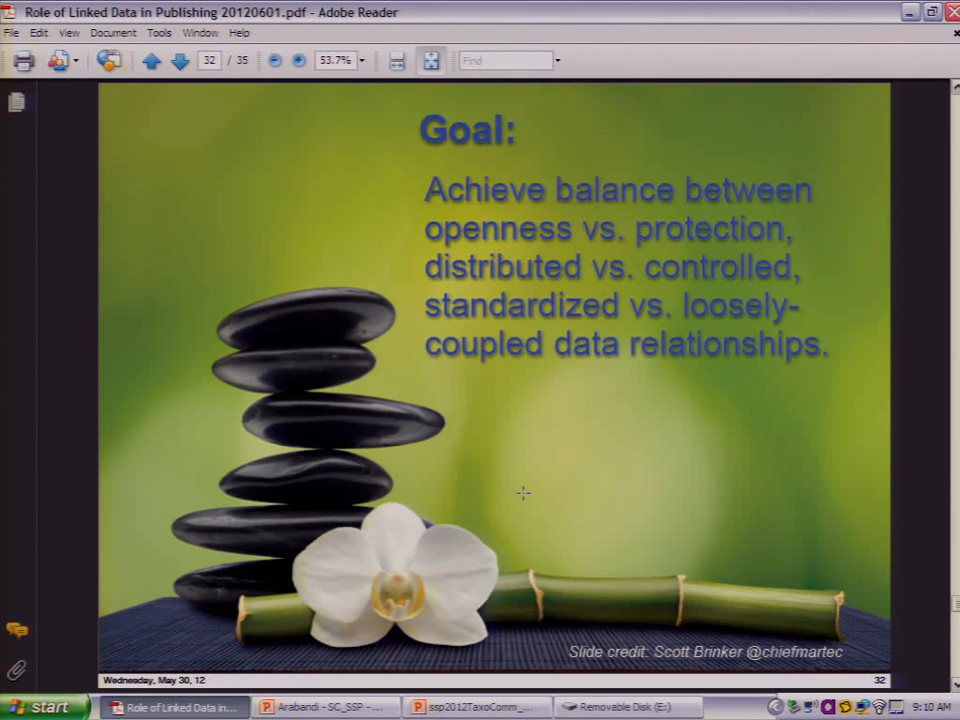 Role of Linked Data in Publishing 20120601.pdf - Adobe Reader
File Edit View Document Tools Window Help
32 / 35 53.7% Find
Goal:
Achieve balance between
openness vs. protection,
distributed vs. controlled,
standardized vs. loosely-
coupled data relationships.
Slide credit: Scott Brinker @chiefmartec
Wednesday, May 30, 12 32
start Role of Linked Data in... Arabandi - SC_SSP -... ssp2012TaxoComm_... Removable Disk (E:) 9:10 AM